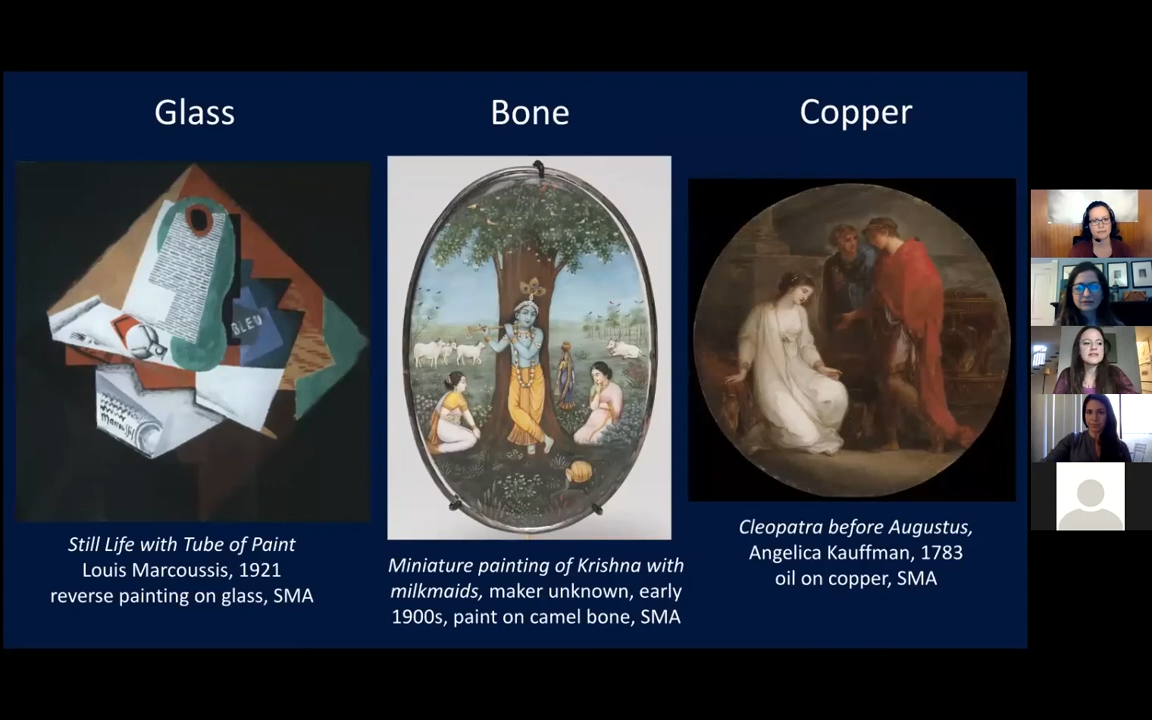 Glass
Bone
Copper
BLEU
Still Life with Tube of Paint
Louis Marcoussis, 1921
reverse painting on glass, SMA
Miniature painting of Krishna with
milkmaids, maker unknown, early
1900s, paint on camel bone, SMA
Cleopatra before Augustus,
Angelica Kauffman, 1783
oil on copper, SMA